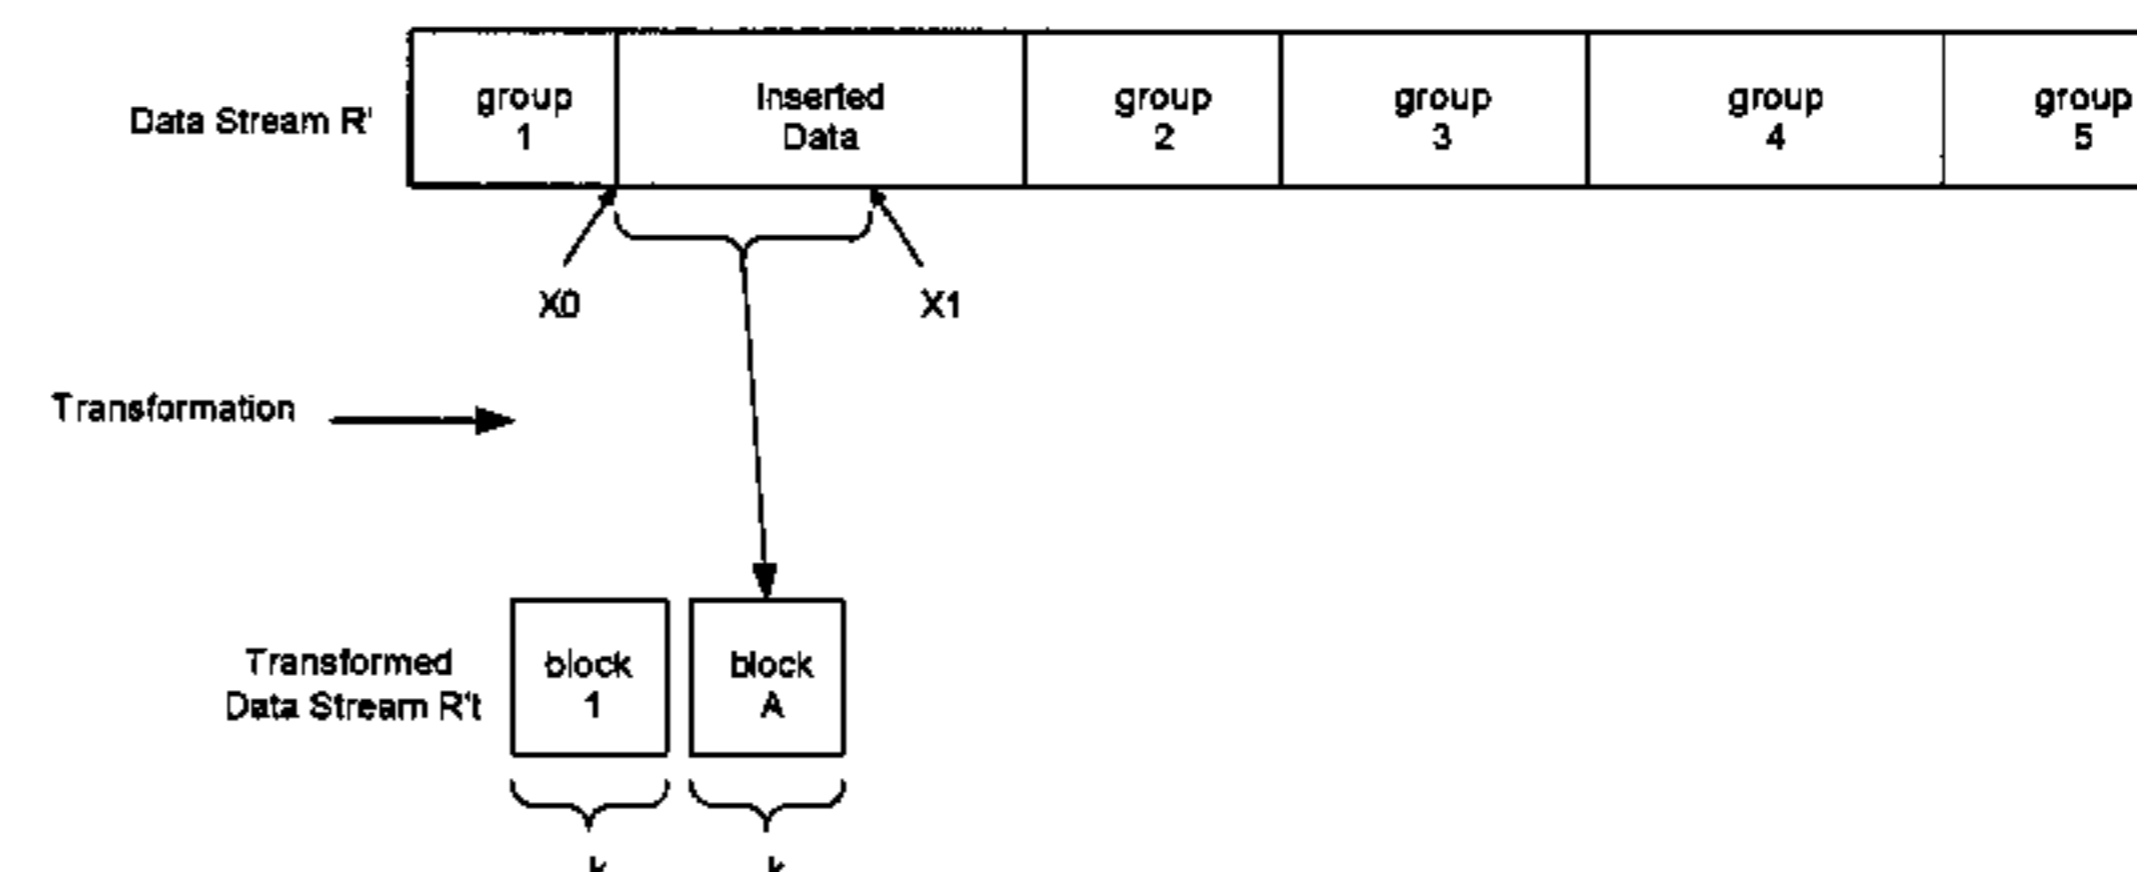 Data Stream R'
group
1
Inserted
Data
group
2
group
3
group
4
group
5
X0
X1
Transformation
Transformed
Data Stream R't
block
1
block
A
k
k